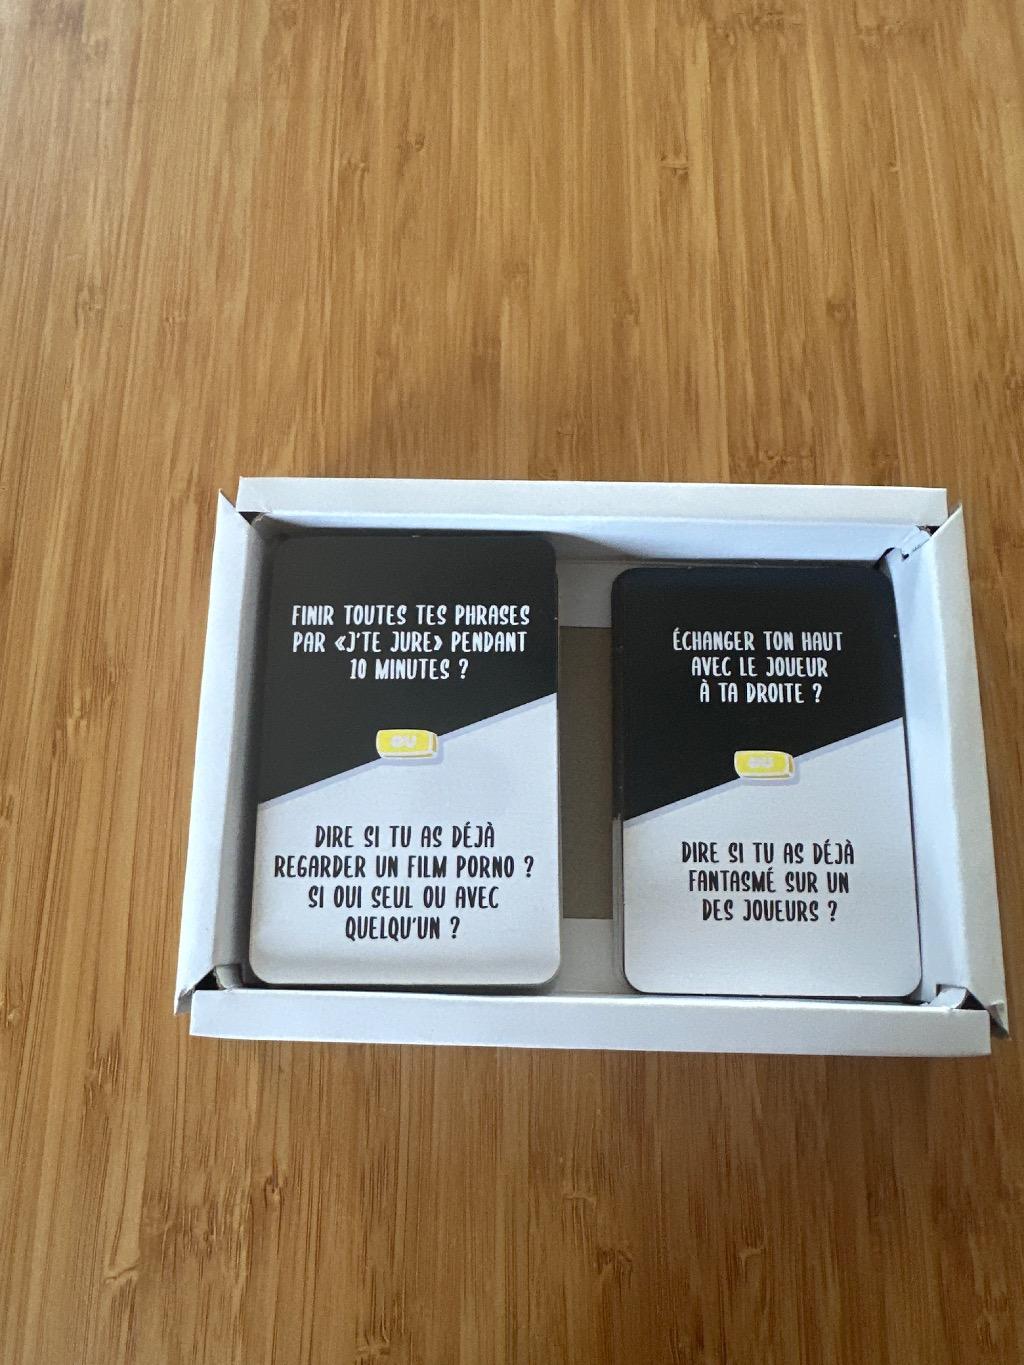 FINIR TOUTES TES PHRASES
PAR «J'TE JURE» PENDANT
10 MINUTES ?
OU
DIRE SI TU AS DÉJÀ
REGARDER UN FILM PORNO ?
SI OUI SEUL OU AVEC
QUELQU'UN ?
ÉCHANGER TON HAUT
AVEC LE JOUEUR
À TA DROITE ?
OU
DIRE SI TU AS DÉJÀ
FANTASMÉ SUR UN
DES JOUEURS ?